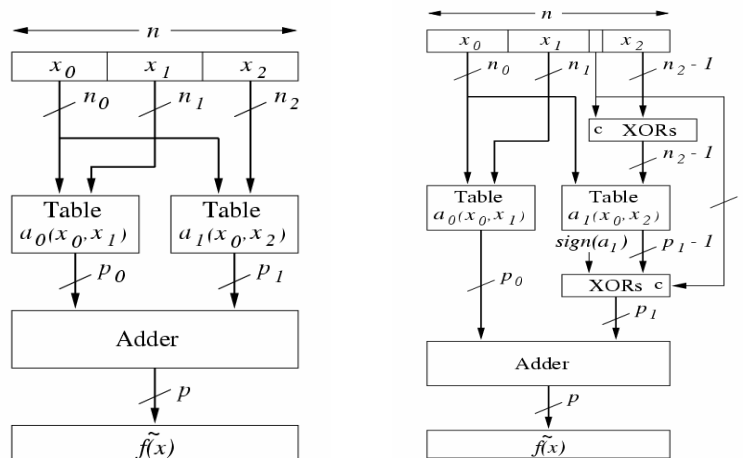 n
x0 x1 x2
n0 n1 n2
Table
a0(x0,x1)
Table
a1(x0,x2)
p0 p1
Adder
p
f̃(x)
n
x0 x1 x2
n0 n1 n2 - 1
c XORs
n2 - 1
Table
a0(x0,x1)
Table
a1(x0,x2)
sign(a1) p1 - 1
XORs c
p0 p1
Adder
p
f̃(x)